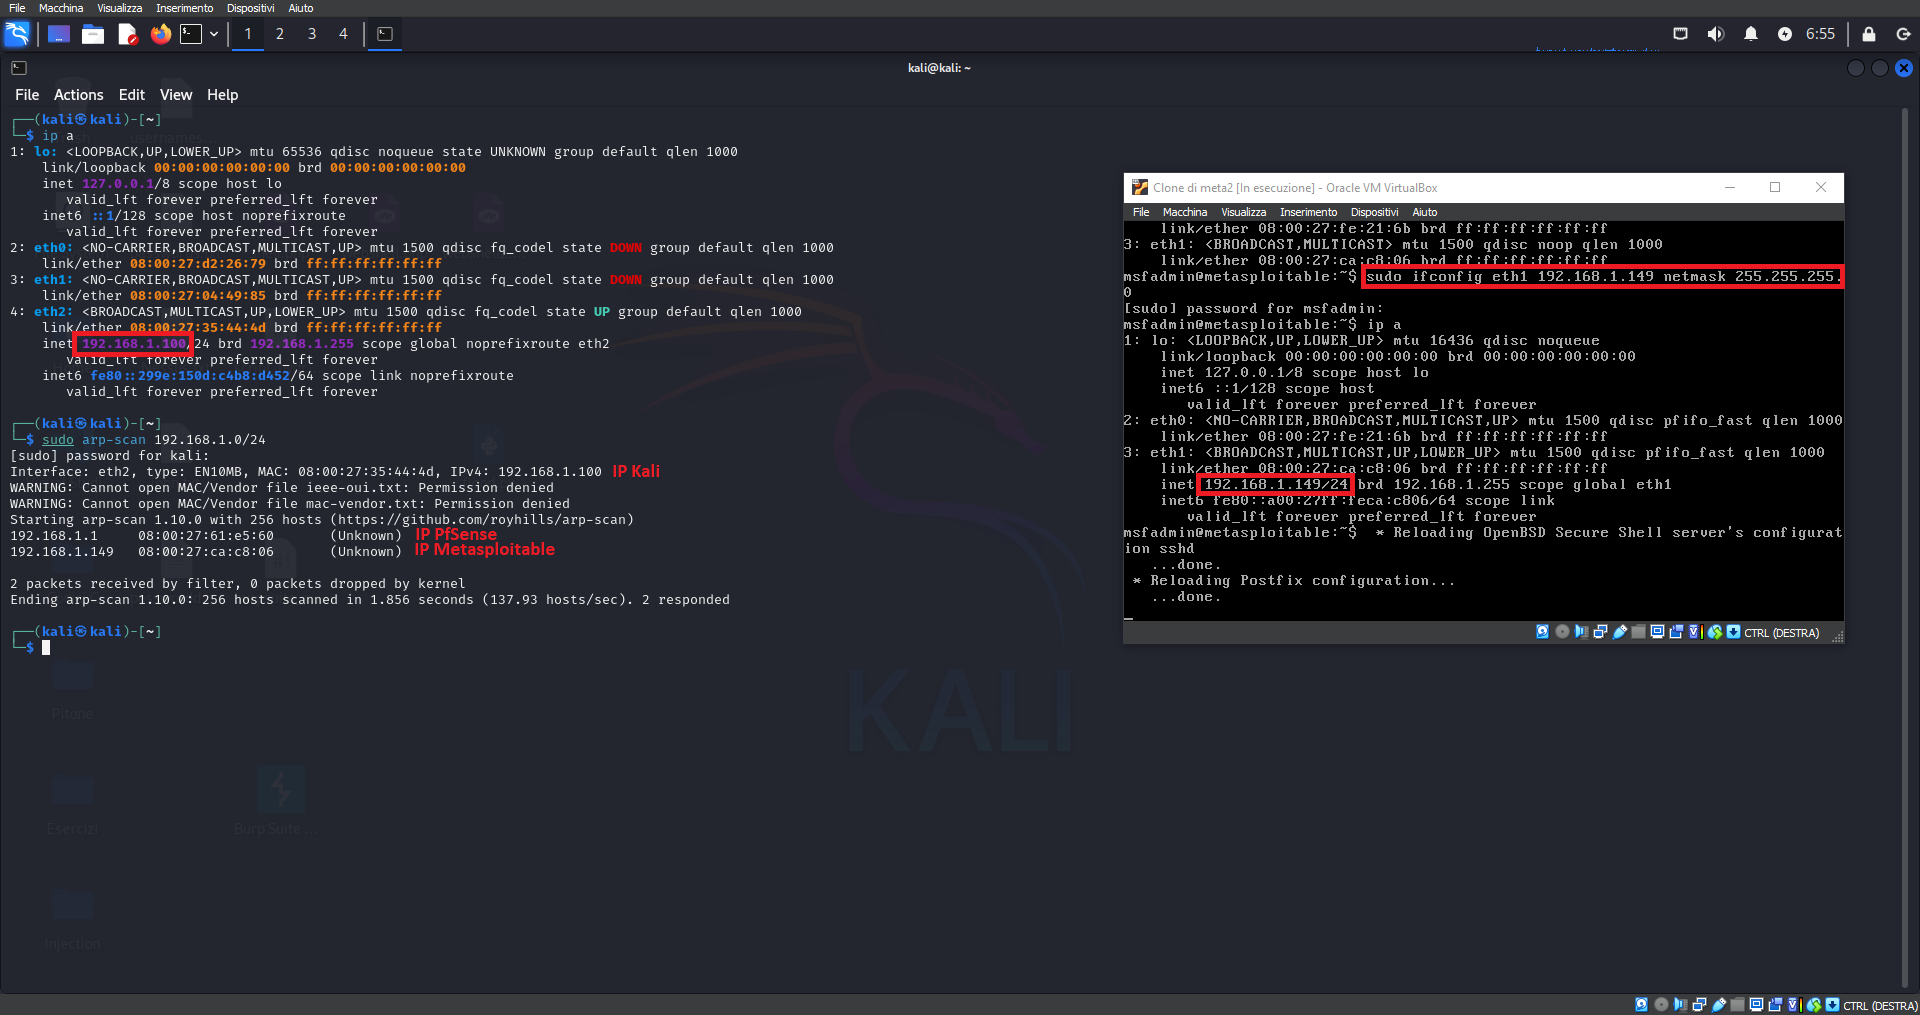 File Macchina Visualizza Inserimento Dispositivi Aiuto
1 2 3 4
6:55
kali@kali: ~
File Actions Edit View Help
┌──(kali㉿kali)-[~]
└─$ ip a
1: lo: <LOOPBACK,UP,LOWER_UP> mtu 65536 qdisc noqueue state UNKNOWN group default qlen 1000
link/loopback 00:00:00:00:00:00 brd 00:00:00:00:00:00
inet 127.0.0.1/8 scope host lo
valid_lft forever preferred_lft forever
inet6 ::1/128 scope host noprefixroute
valid_lft forever preferred_lft forever
2: eth0: <NO-CARRIER,BROADCAST,MULTICAST,UP> mtu 1500 qdisc fq_codel state DOWN group default qlen 1000
link/ether 08:00:27:d2:26:79 brd ff:ff:ff:ff:ff:ff
3: eth1: <NO-CARRIER,BROADCAST,MULTICAST,UP> mtu 1500 qdisc fq_codel state DOWN group default qlen 1000
link/ether 08:00:27:04:49:85 brd ff:ff:ff:ff:ff:ff
4: eth2: <BROADCAST,MULTICAST,UP,LOWER_UP> mtu 1500 qdisc fq_codel state UP group default qlen 1000
link/ether 08:00:27:35:44:4d brd ff:ff:ff:ff:ff:ff
inet 192.168.1.100/24 brd 192.168.1.255 scope global noprefixroute eth2
valid_lft forever preferred_lft forever
inet6 fe80::299e:150d:c4b8:d452/64 scope link noprefixroute
valid_lft forever preferred_lft forever
┌──(kali㉿kali)-[~]
└─$ sudo arp-scan 192.168.1.0/24
[sudo] password for kali:
Interface: eth2, type: EN10MB, MAC: 08:00:27:35:44:4d, IPv4: 192.168.1.100 IP Kali
WARNING: Cannot open MAC/Vendor file ieee-oui.txt: Permission denied
WARNING: Cannot open MAC/Vendor file mac-vendor.txt: Permission denied
Starting arp-scan 1.10.0 with 256 hosts (https://github.com/royhills/arp-scan)
192.168.1.1 08:00:27:61:e5:60 (Unknown) IP PfSense
192.168.1.149 08:00:27:ca:c8:06 (Unknown) IP Metasploitable
2 packets received by filter, 0 packets dropped by kernel
Ending arp-scan 1.10.0: 256 hosts scanned in 1.856 seconds (137.93 hosts/sec). 2 responded
┌──(kali㉿kali)-[~]
└─$
Pitone
KALI
Esercizi
Burp Suite ...
Injection
Clone di meta2 [In esecuzione] - Oracle VM VirtualBox
File Macchina Visualizza Inserimento Dispositivi Aiuto
link/ether 08:00:27:fe:21:6b brd ff:ff:ff:ff:ff:ff
3: eth1: <BROADCAST,MULTICAST> mtu 1500 qdisc noop qlen 1000
link/ether 08:00:27:ca:c8:06 brd ff:ff:ff:ff:ff:ff
msfadmin@metasploitable:~$ sudo ifconfig eth1 192.168.1.149 netmask 255.255.255.
0
[sudo] password for msfadmin:
msfadmin@metasploitable:~$ ip a
1: lo: <LOOPBACK,UP,LOWER_UP> mtu 16436 qdisc noqueue
link/loopback 00:00:00:00:00:00 brd 00:00:00:00:00:00
inet 127.0.0.1/8 scope host lo
inet6 ::1/128 scope host
valid_lft forever preferred_lft forever
2: eth0: <NO-CARRIER,BROADCAST,MULTICAST,UP> mtu 1500 qdisc pfifo_fast qlen 1000
link/ether 08:00:27:fe:21:6b brd ff:ff:ff:ff:ff:ff
3: eth1: <BROADCAST,MULTICAST,UP,LOWER_UP> mtu 1500 qdisc pfifo_fast qlen 1000
link/ether 08:00:27:ca:c8:06 brd ff:ff:ff:ff:ff:ff
inet 192.168.1.149/24 brd 192.168.1.255 scope global eth1
inet6 fe80::a00:27ff:feca:c806/64 scope link
valid_lft forever preferred_lft forever
msfadmin@metasploitable:~$ * Reloading OpenBSD Secure Shell server's configurat
ion sshd
...done.
* Reloading Postfix configuration...
...done.
CTRL (DESTRA)
CTRL (DESTRA)